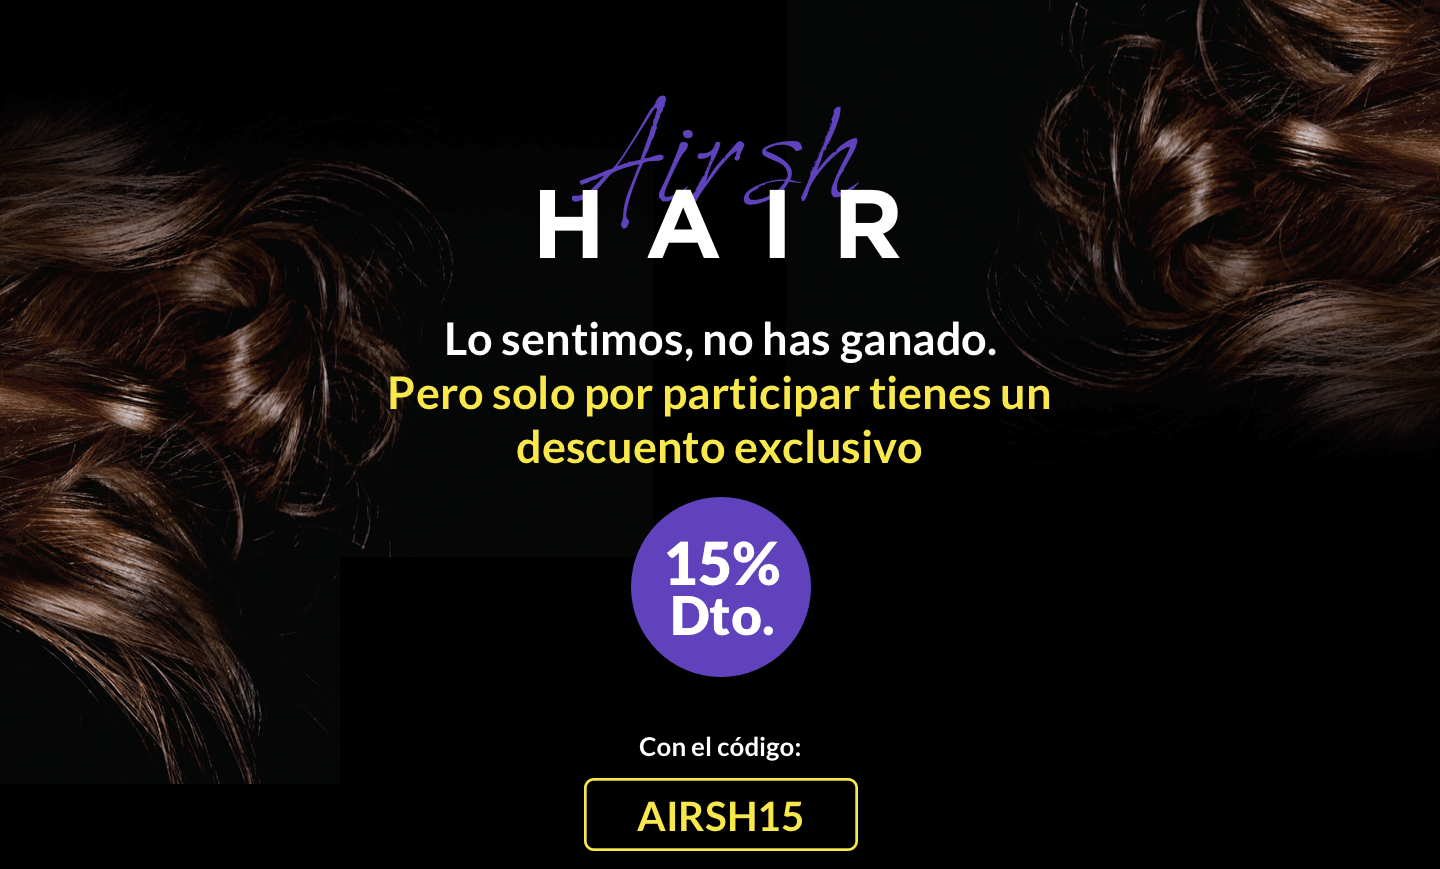 Airsh
HAIR
Lo sentimos, no has ganado.
Pero solo por participar tienes un
descuento exclusivo
15%
Dto.
Con el código:
AIRSH15